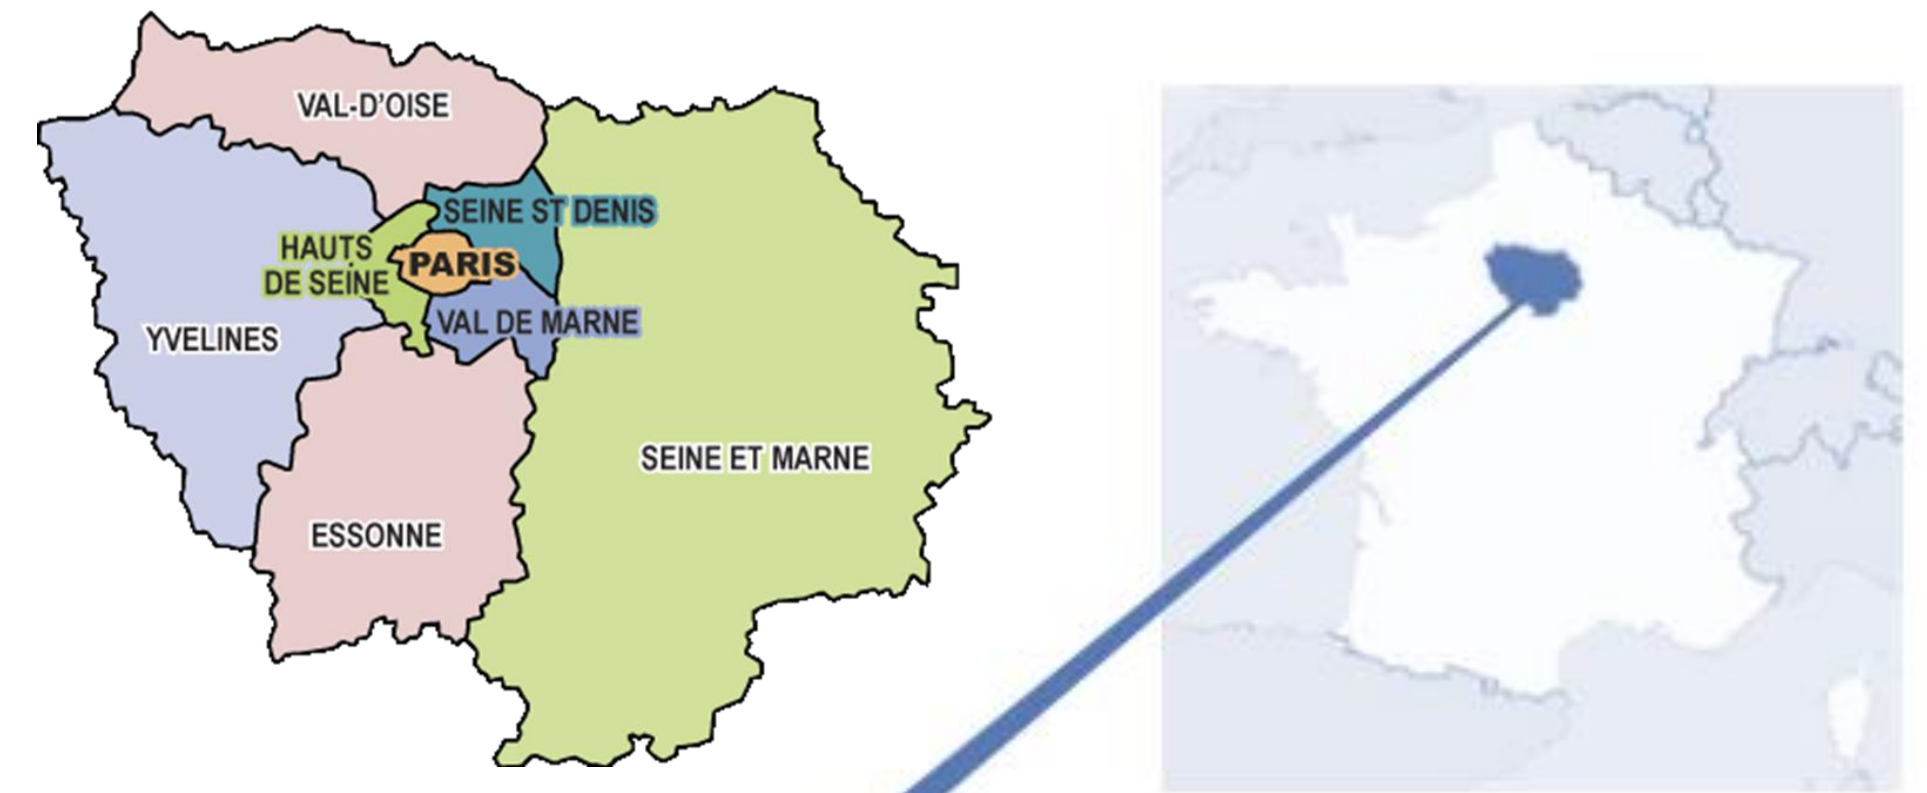 VAL-D'OISE
SEINE ST DENIS
HAUTS
DE SEINE
PARIS
VAL DE MARNE
YVELINES
SEINE ET MARNE
ESSONNE